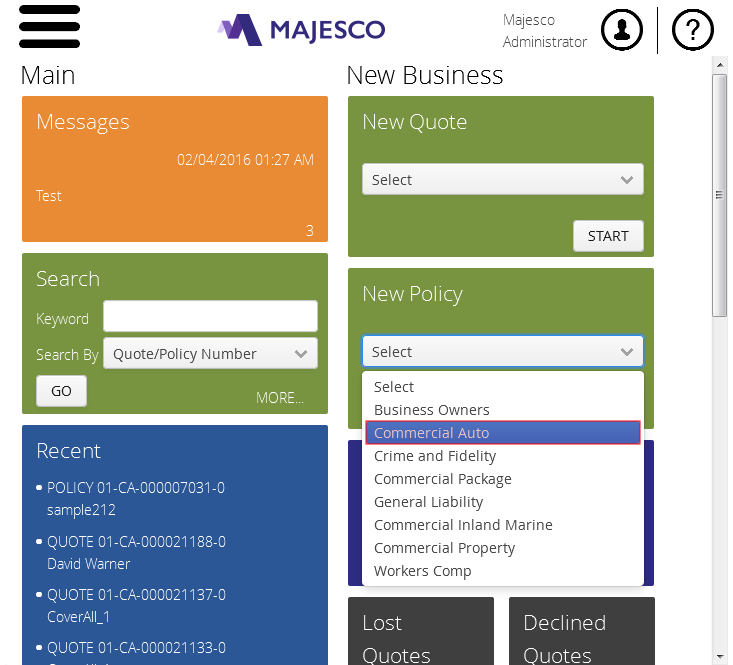 MAJESCO
Majesco
Administrator
?
Main
Messages
02/04/2016 01:27 AM
Test
3
Search
Keyword
Search By
Quote/Policy Number
GO
MORE...
Recent
POLICY 01-CA-000007031-0
sample212
QUOTE 01-CA-000021188-0
David Warner
QUOTE 01-CA-000021137-0
CoverAll_1
QUOTE 01-CA-000021133-0
New Business
New Quote
Select
START
New Policy
Select
Select
Business Owners
Commercial Auto
Crime and Fidelity
Commercial Package
General Liability
Commercial Inland Marine
Commercial Property
Workers Comp
Lost
Quotes
Declined
Quotes